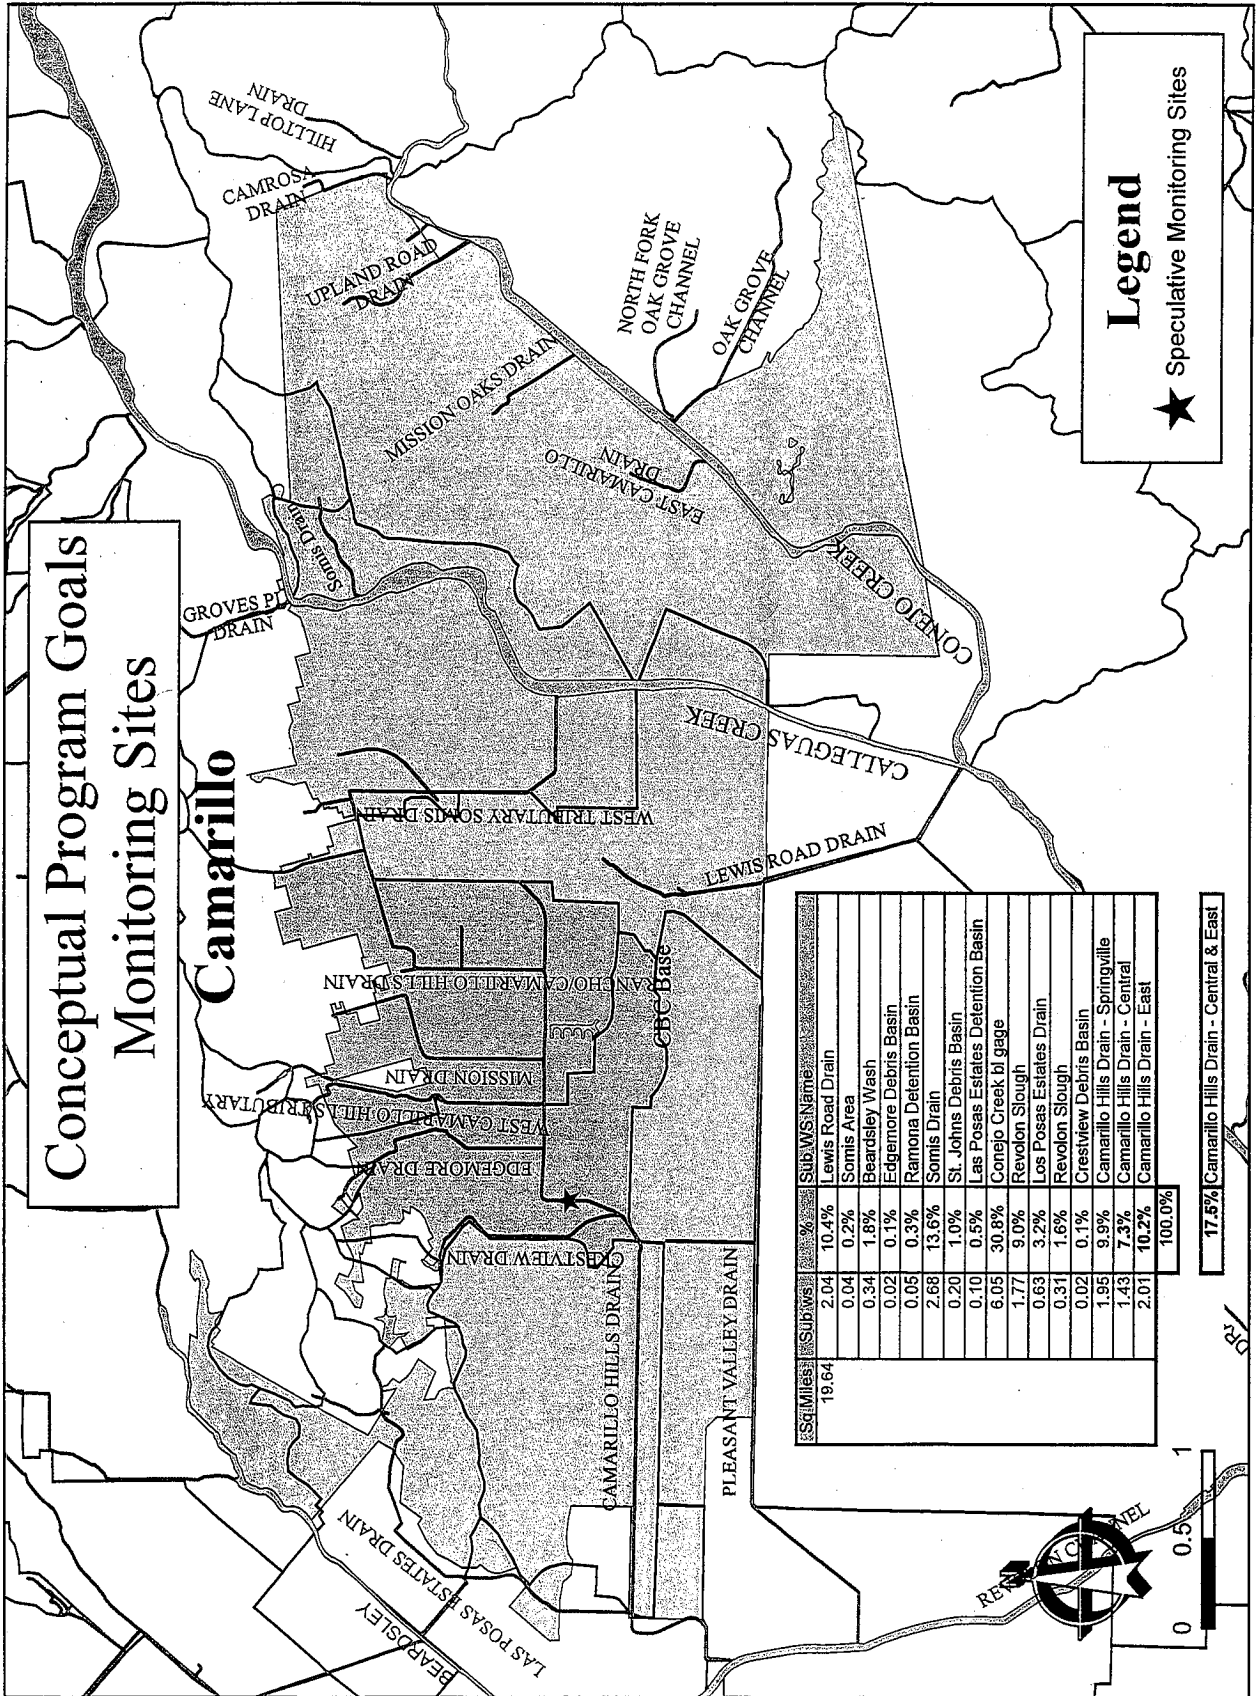 Conceptual Program Goals
Monitoring Sites
Camarillo
HILLTOP LANE
DRAIN
CAMROSA
DRAIN
UPLAND ROAD
DRAIN
MISSION OAKS DRAIN
NORTH FORK
OAK GROVE
CHANNEL
OAK GROVE
CHANNEL
EAST CAMARILLO
DRAIN
Somis Drain
GROVES PL
DRAIN
CONEJO CREEK
CALLEGUAS CREEK
WEST TRIBUTARY SOMIS DRAIN
LEWIS ROAD DRAIN
RANCHO/CAMARILLO HILLS DRAIN
CBC Base
MISSION DRAIN
WEST CAMARILLO HILLS TRIBUTARY
EDGEMORE DRAIN
CRESTVIEW DRAIN
CAMARILLO HILLS DRAIN
PLEASANT VALLEY DRAIN
LAS POSAS ESTATES DRAIN
BEARDSLEY
Legend
Speculative Monitoring Sites
Sq Miles Subws % Sub WS Name
19.64 2.04 10.4% Lewis Road Drain
0.04 0.2% Somis Area
0.34 1.8% Beardsley Wash
0.02 0.1% Edgemore Debris Basin
0.05 0.3% Ramona Detention Basin
2.68 13.6% Somis Drain
0.20 1.0% St. Johns Debris Basin
0.10 0.5% Las Posas Estates Detention Basin
6.05 30.8% Conejo Creek bl gage
1.77 9.0% Revolon Slough
0.63 3.2% Los Posas Estates Drain
0.31 1.6% Revolon Slough
0.02 0.1% Crestview Debris Basin
1.95 9.9% Camarillo Hills Drain - Springville
1.43 7.3% Camarillo Hills Drain - Central
2.01 10.2% Camarillo Hills Drain - East
100.0%
17.5% Camarillo Hills Drain - Central & East
0 0.5 1